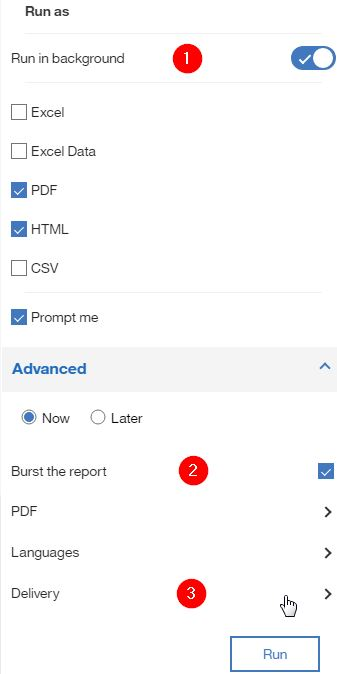 Run as
Run in background 1
Excel
Excel Data
PDF
HTML
CSV
Prompt me
Advanced
Now Later
Burst the report 2
PDF
Languages
Delivery 3
Run